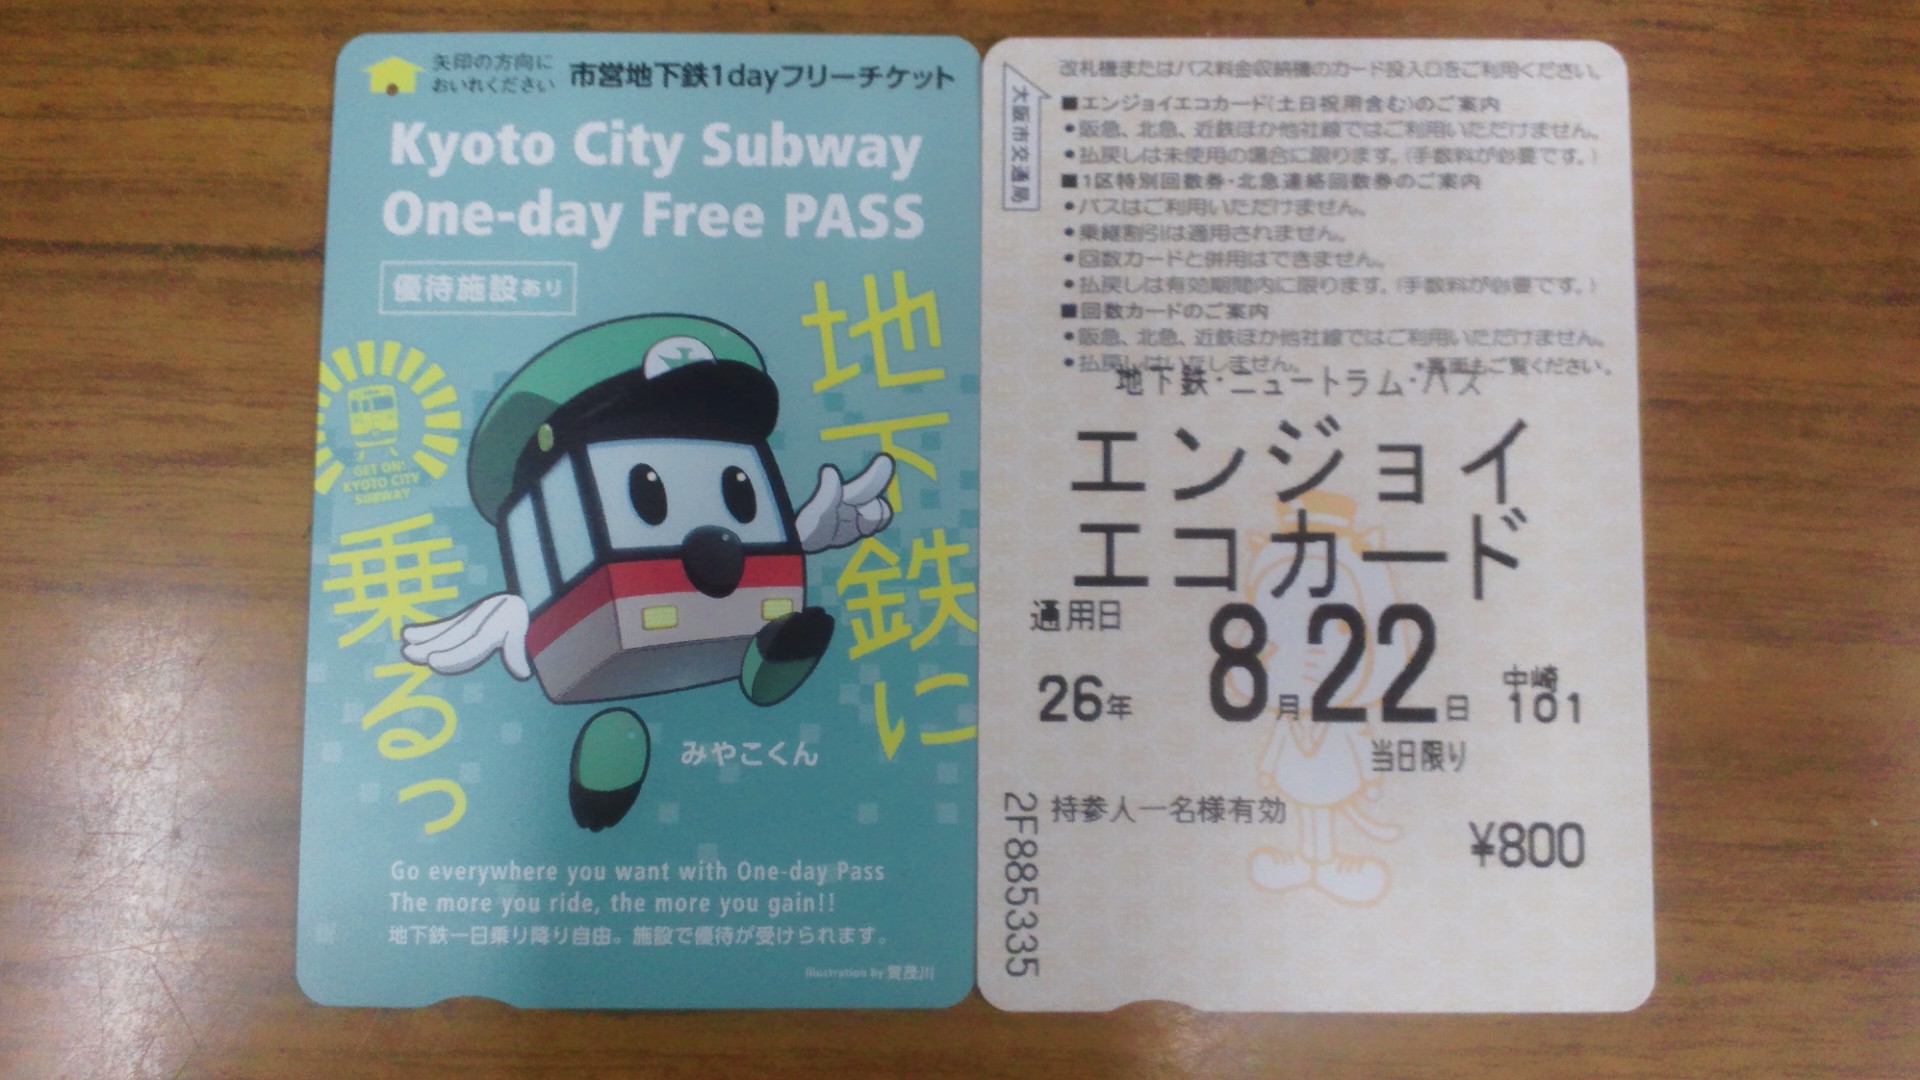 矢印の方向に
おいれください
市営地下鉄1dayフリーチケット
Kyoto City Subway
One-day Free PASS
優待施設あり
地下鉄に
乗るっ
GET ON!
KYOTO CITY
SUBWAY
みやこくん
Go everywhere you want with One-day Pass
The more you ride, the more you gain!!
地下鉄一日乗り降り自由。施設で優待が受けられます。
Illustration by 賀茂川
大阪市交通局
改札機またはバス料金収納機のカード投入口をご利用ください。
■エンジョイエコカード(土日祝用含む)のご案内
•阪急、北急、近鉄ほか他社線ではご利用いただけません。
•払戻しは未使用の場合に限ります。(手数料が必要です。)
■1区特別回数券・北急連絡回数券のご案内
•バスはご利用いただけません。
•乗継割引は適用されません。
•回数カードと併用はできません。
•払戻しは有効期間内に限ります。(手数料が必要です。)
■回数カードのご案内
•阪急、北急、近鉄ほか他社線ではご利用いただけません。
•払戻しはいたしません。
*裏面もご覧ください。
地下鉄・ニュートラム・バス
エンジョイ
エコカード
通用日
26年 8月22日
中崎
101
当日限り
持参人一名様有効
¥800
2F885335